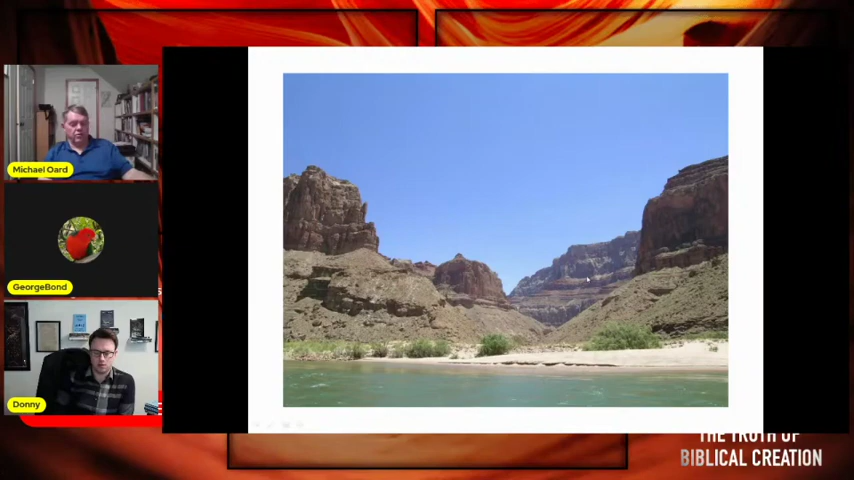 Michael Oard
GeorgeBond
Donny
THE TRUTH OF
BIBLICAL CREATION